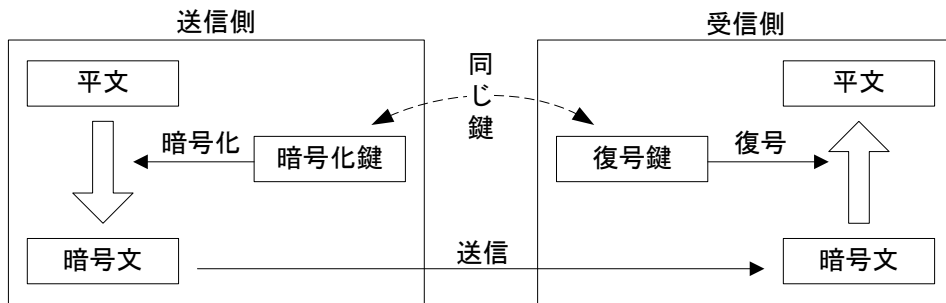 送信側
受信側
平文
同じ鍵
平文
暗号化
暗号化鍵
復号鍵
復号
暗号文
送信
暗号文